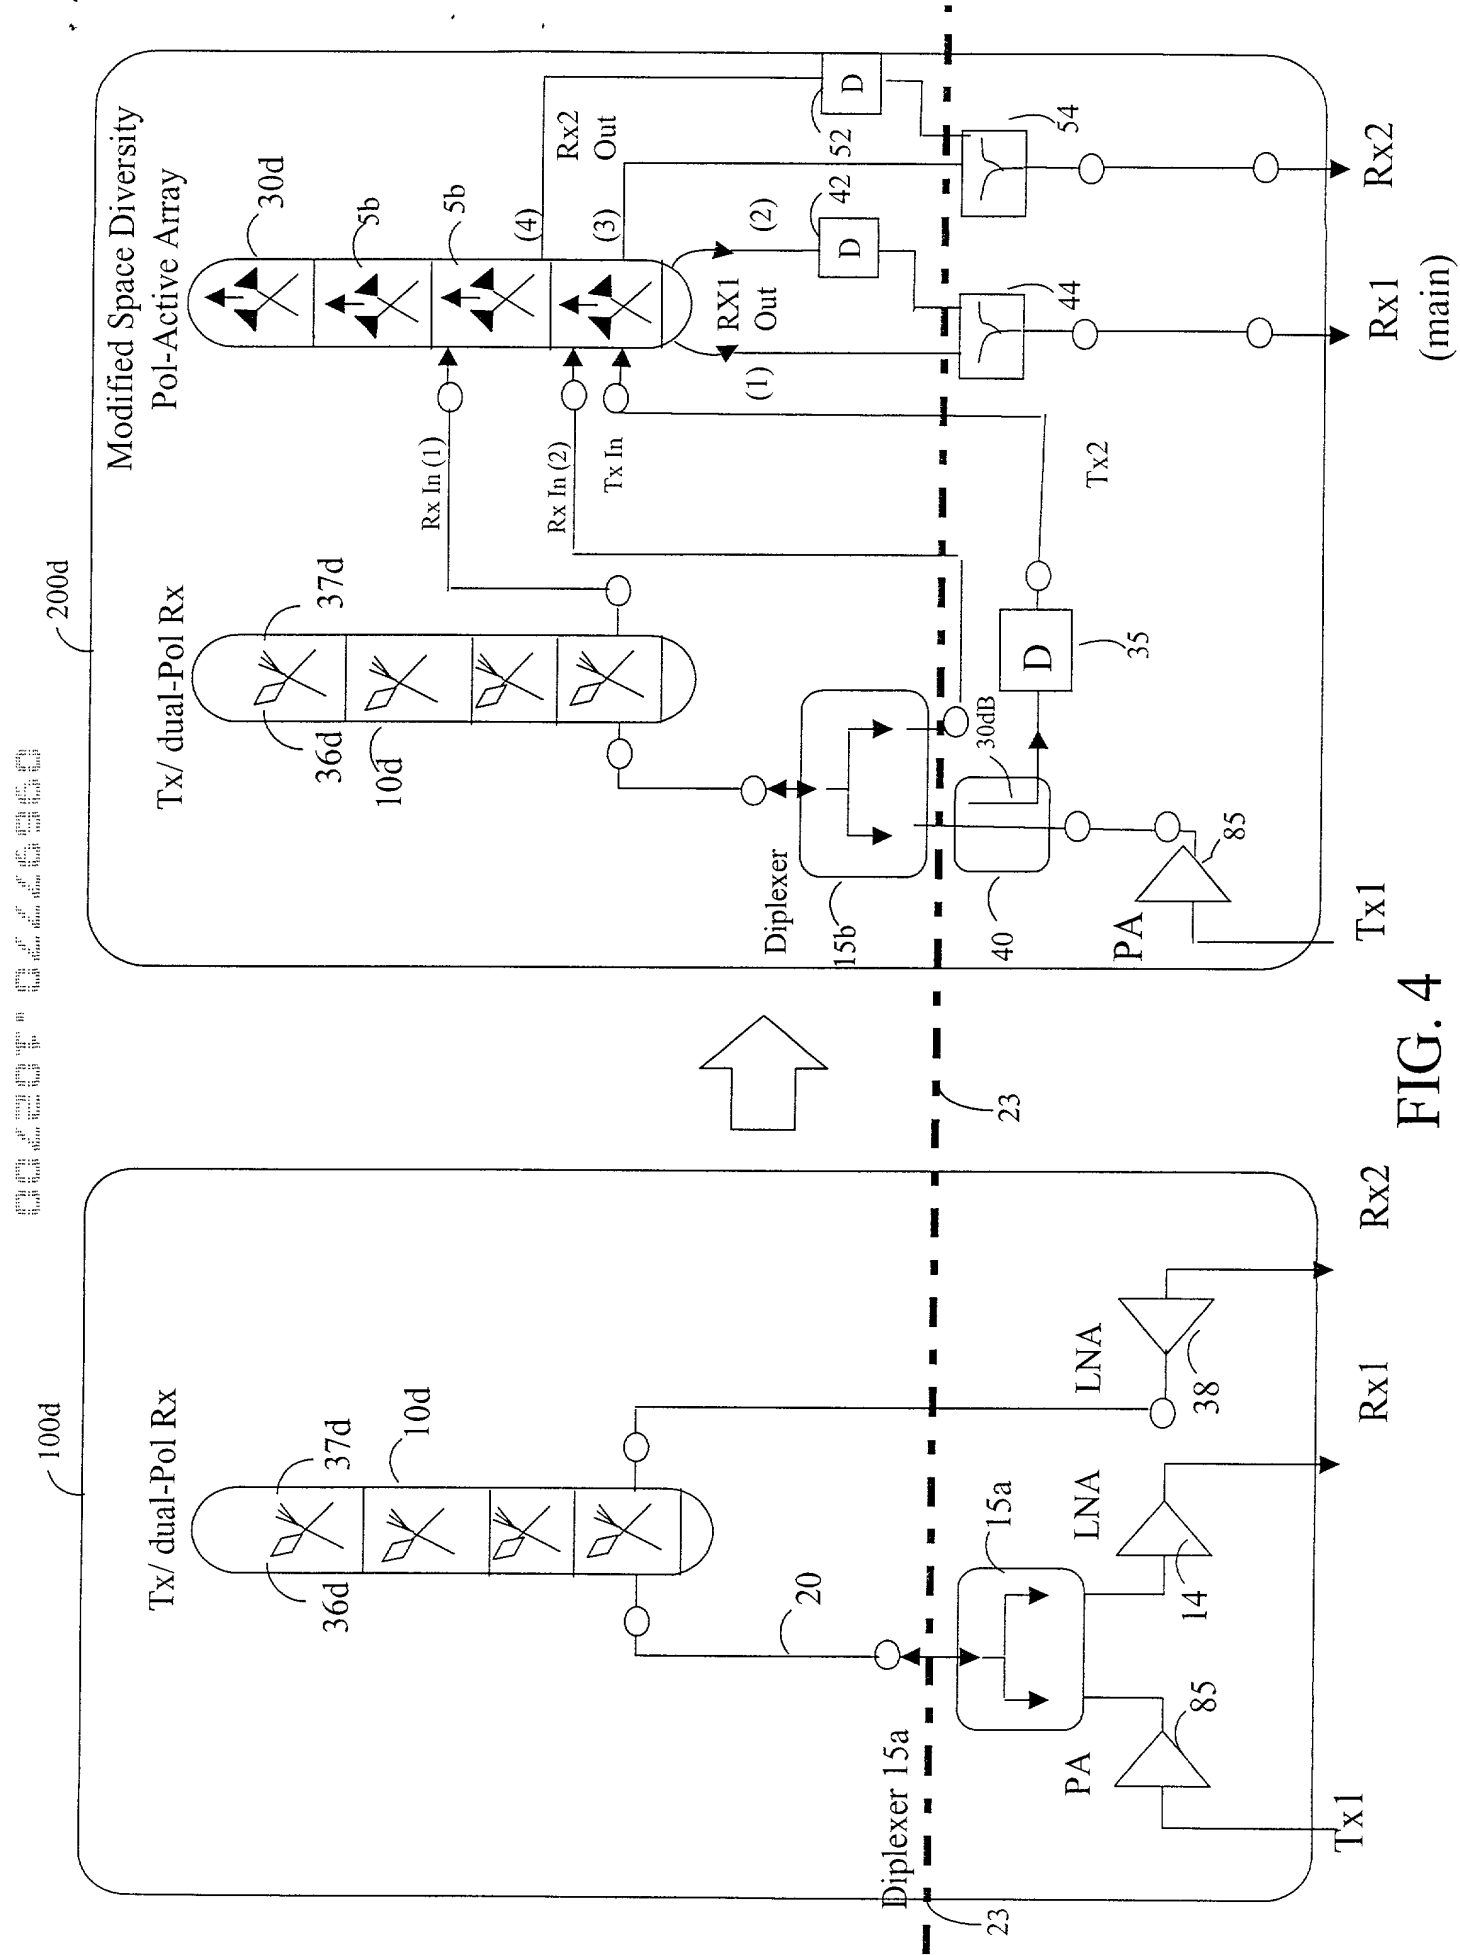 100d
Tx/ dual-Pol Rx
36d
37d
10d
20
Diplexer 15a
23
15a
PA
85
LNA
14
LNA
38
Tx1
Rx1
Rx2
23
200d
Tx/ dual-Pol Rx
36d
37d
10d
Modified Space Diversity
Pol-Active Array
30d
5b
5b
Rx In (1)
Rx In (2)
Tx In
(4)
(3)
Rx2
Out
RX1
Out
(1)
(2)
D
42
D
52
Diplexer
15b
40
30dB
D
35
Tx2
44
54
PA
85
Tx1
Rx1
(main)
Rx2
FIG. 4